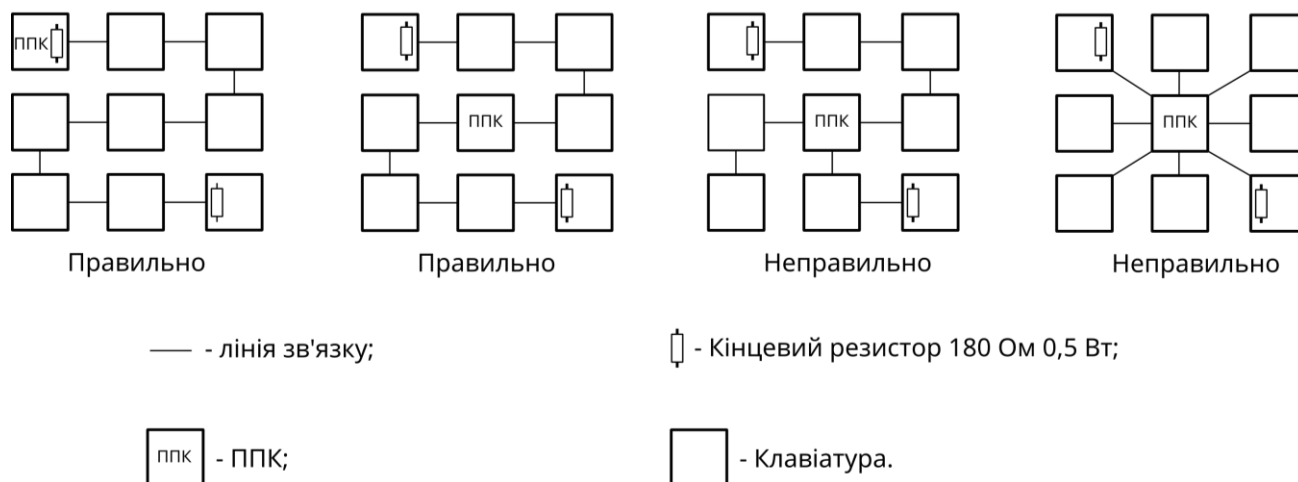 ППК
ППК
ППК
ППК
Правильно
Правильно
Неправильно
Неправильно
- лінія зв'язку;
- Кінцевий резистор 180 Ом 0,5 Вт;
ППК - ППК;
- Клавіатура.